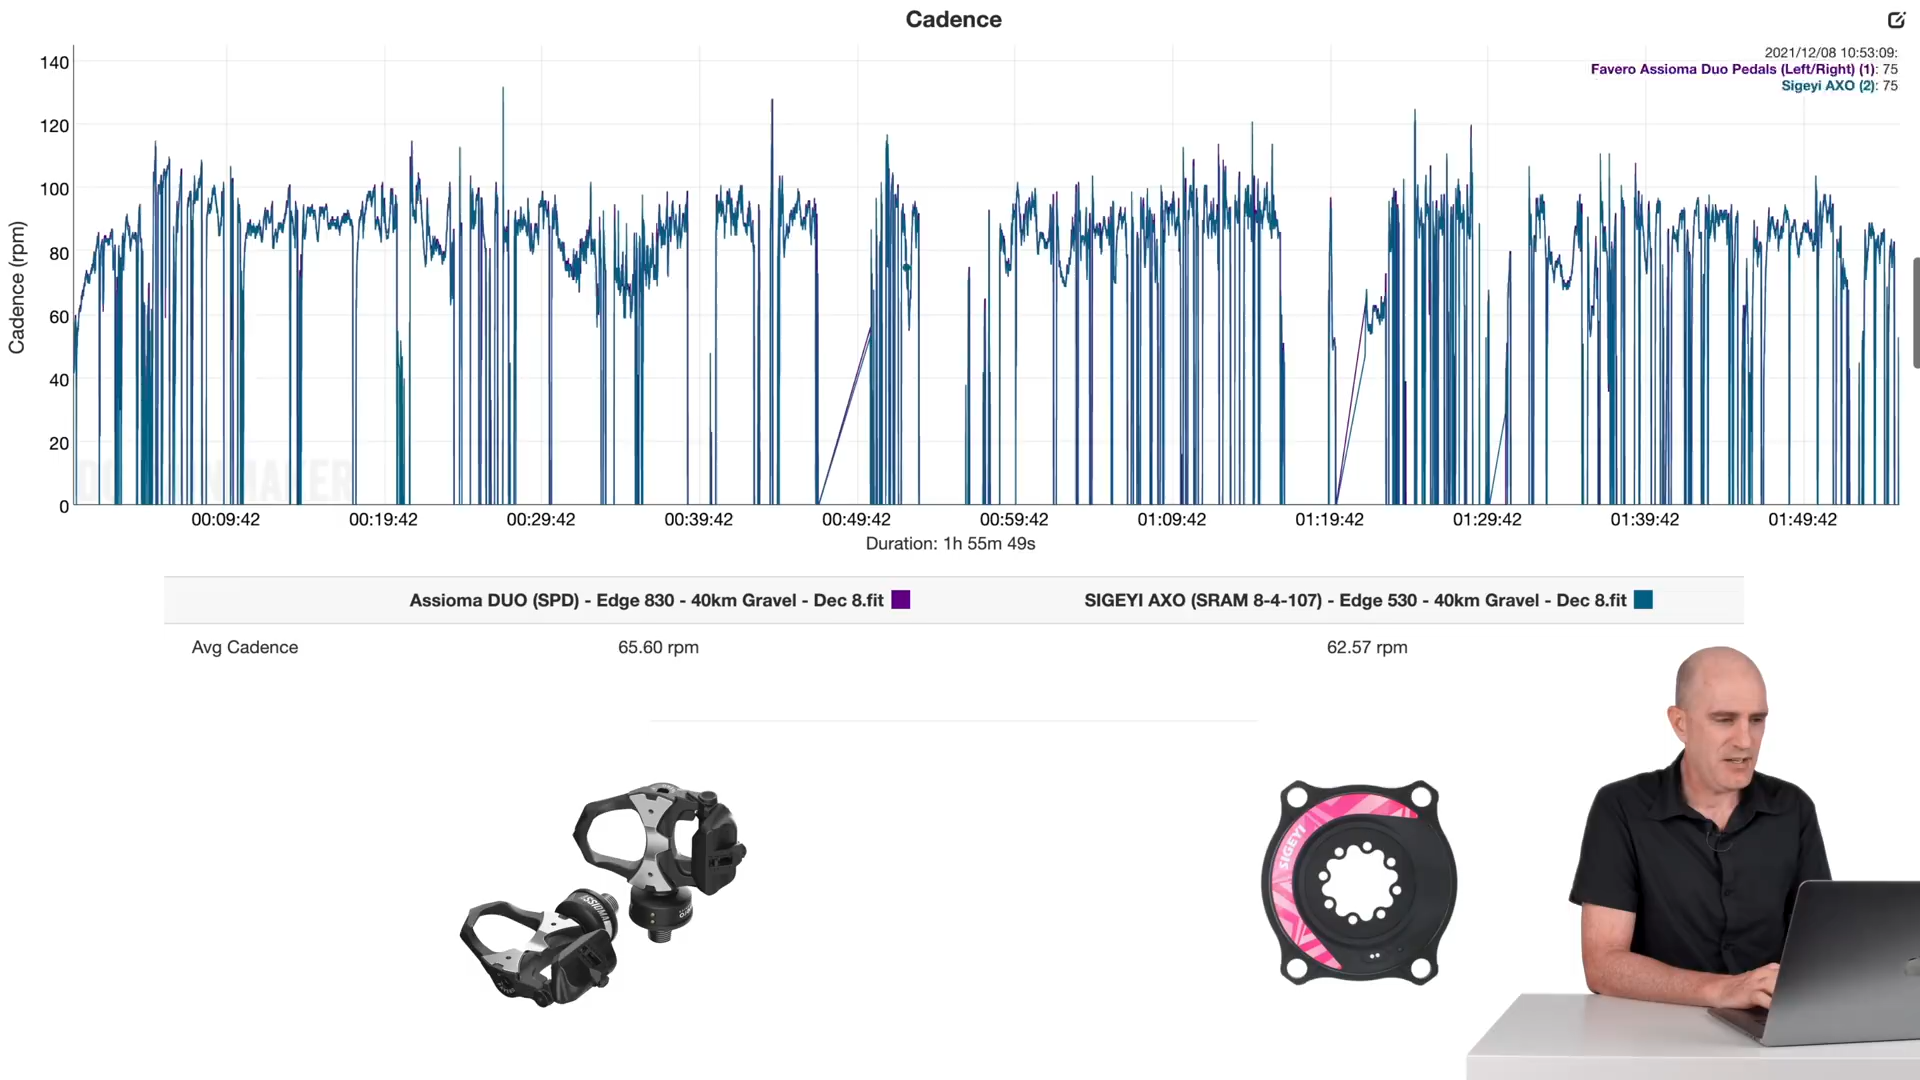 Cadence
2021/12/08 10:53:09:
Favero Assioma Duo Pedals (Left/Right) (1): 75
Sigeyi AXO (2): 75
Cadence (rpm)
140
120
100
80
60
40
20
0
00:09:42 00:19:42 00:29:42 00:39:42 00:49:42 00:59:42 01:09:42 01:19:42 01:29:42 01:39:42 01:49:42
Duration: 1h 55m 49s
Assioma DUO (SPD) - Edge 830 - 40km Gravel - Dec 8.fit
SIGEYI AXO (SRAM 8-4-107) - Edge 530 - 40km Gravel - Dec 8.fit
Avg Cadence 65.60 rpm 62.57 rpm
SIGEYI